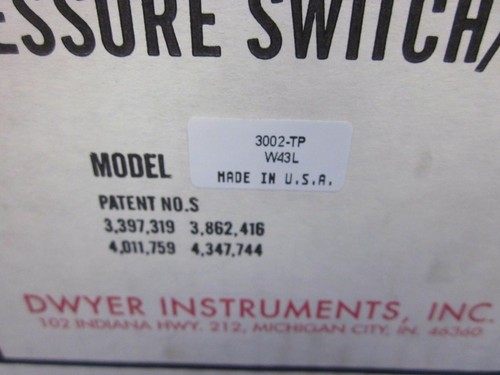 ESSURE SWITCH/
3002-TP
W43L
MODEL MADE IN U.S.A.
PATENT NO.S
3,397,319 3,862,416
4,011,759 4,347,744
DWYER INSTRUMENTS, INC.
102 INDIANA HWY. 212, MICHIGAN CITY, IN. 46360